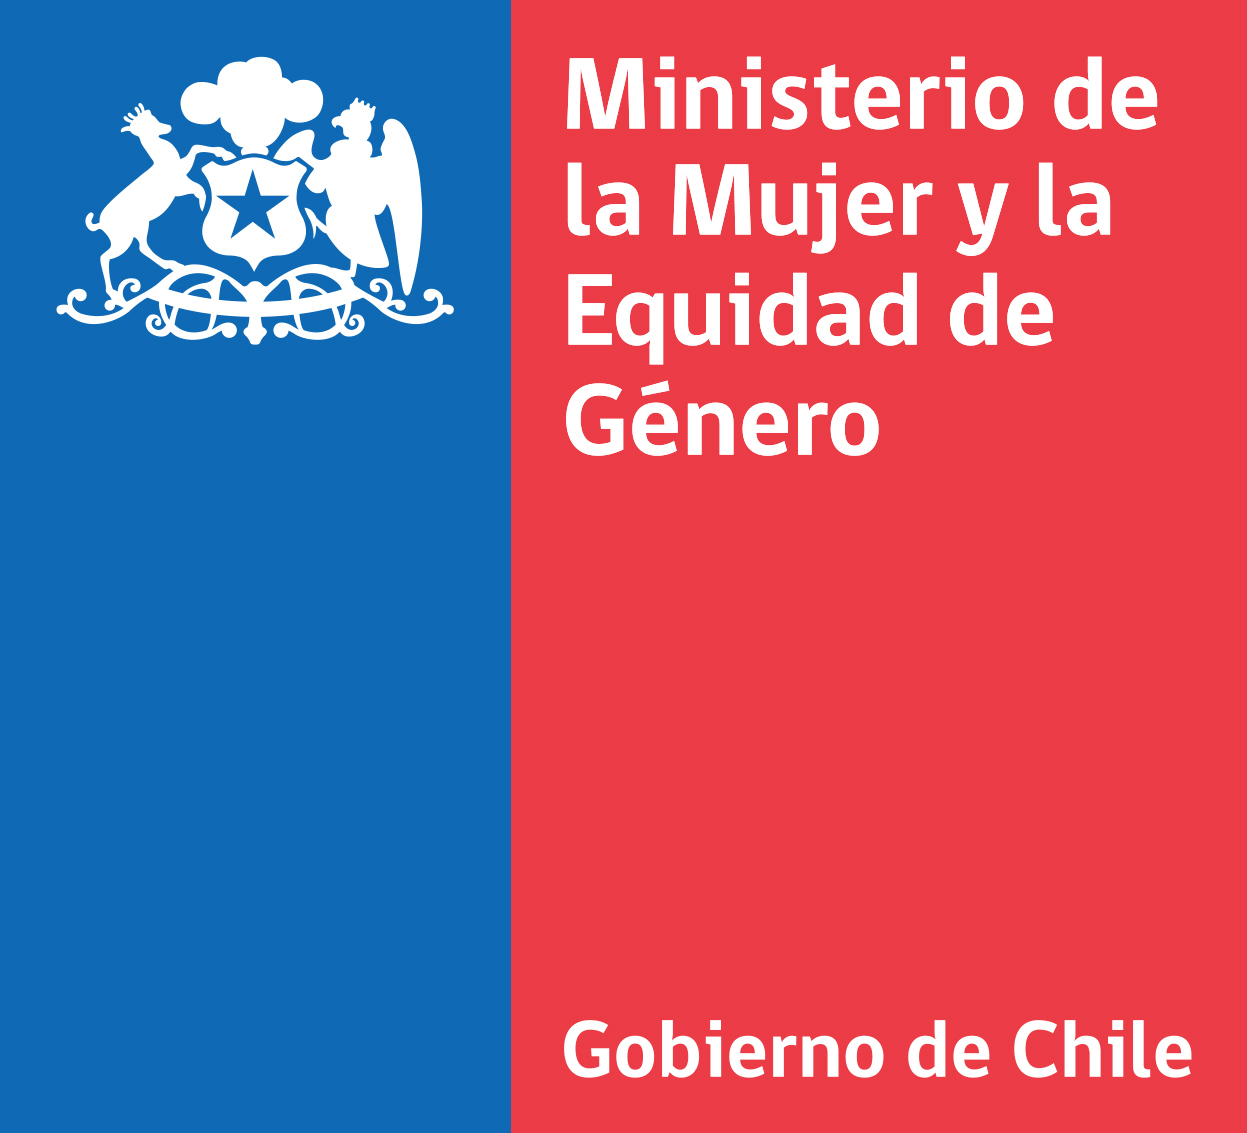 Ministerio de
la Mujer y la
Equidad de
Género
Gobierno de Chile